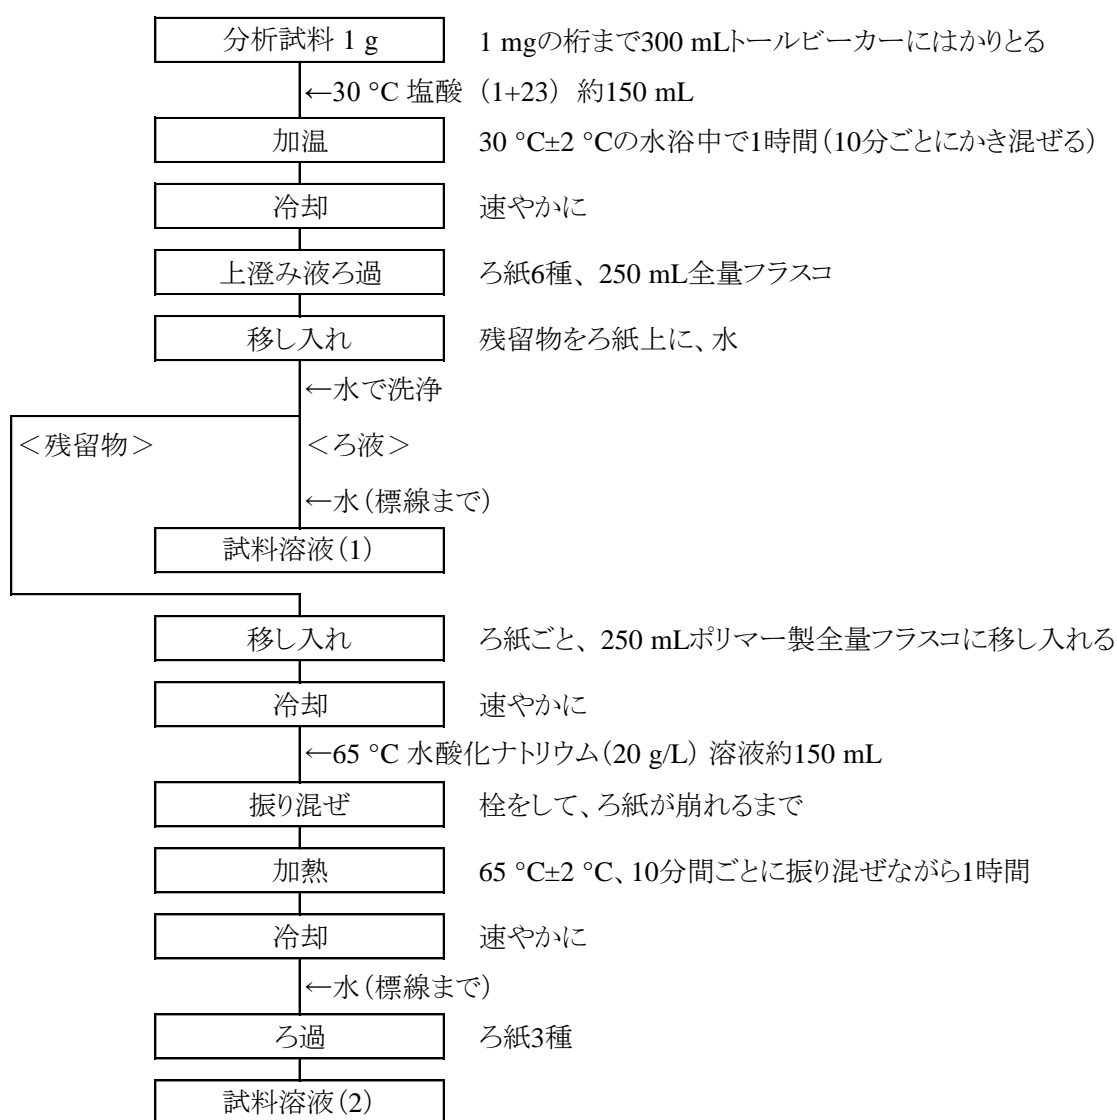 分析試料 1 g 1 mgの桁まで300 mLトールビーカーにはかりとる
←30 °C 塩酸（1+23）約150 mL
加温 30 °C±2 °Cの水浴中で1時間（10分ごとにかき混ぜる）
冷却 速やかに
上澄み液ろ過 ろ紙6種、250 mL全量フラスコ
移し入れ 残留物をろ紙上に、水
←水で洗浄
＜残留物＞ ＜ろ液＞
←水（標線まで）
試料溶液（1）
移し入れ ろ紙ごと、250 mLポリマー製全量フラスコに移し入れる
冷却 速やかに
←65 °C 水酸化ナトリウム（20 g/L）溶液約150 mL
振り混ぜ 栓をして、ろ紙が崩れるまで
加熱 65 °C±2 °C、10分間ごとに振り混ぜながら1時間
冷却 速やかに
←水（標線まで）
ろ過 ろ紙3種
試料溶液（2）